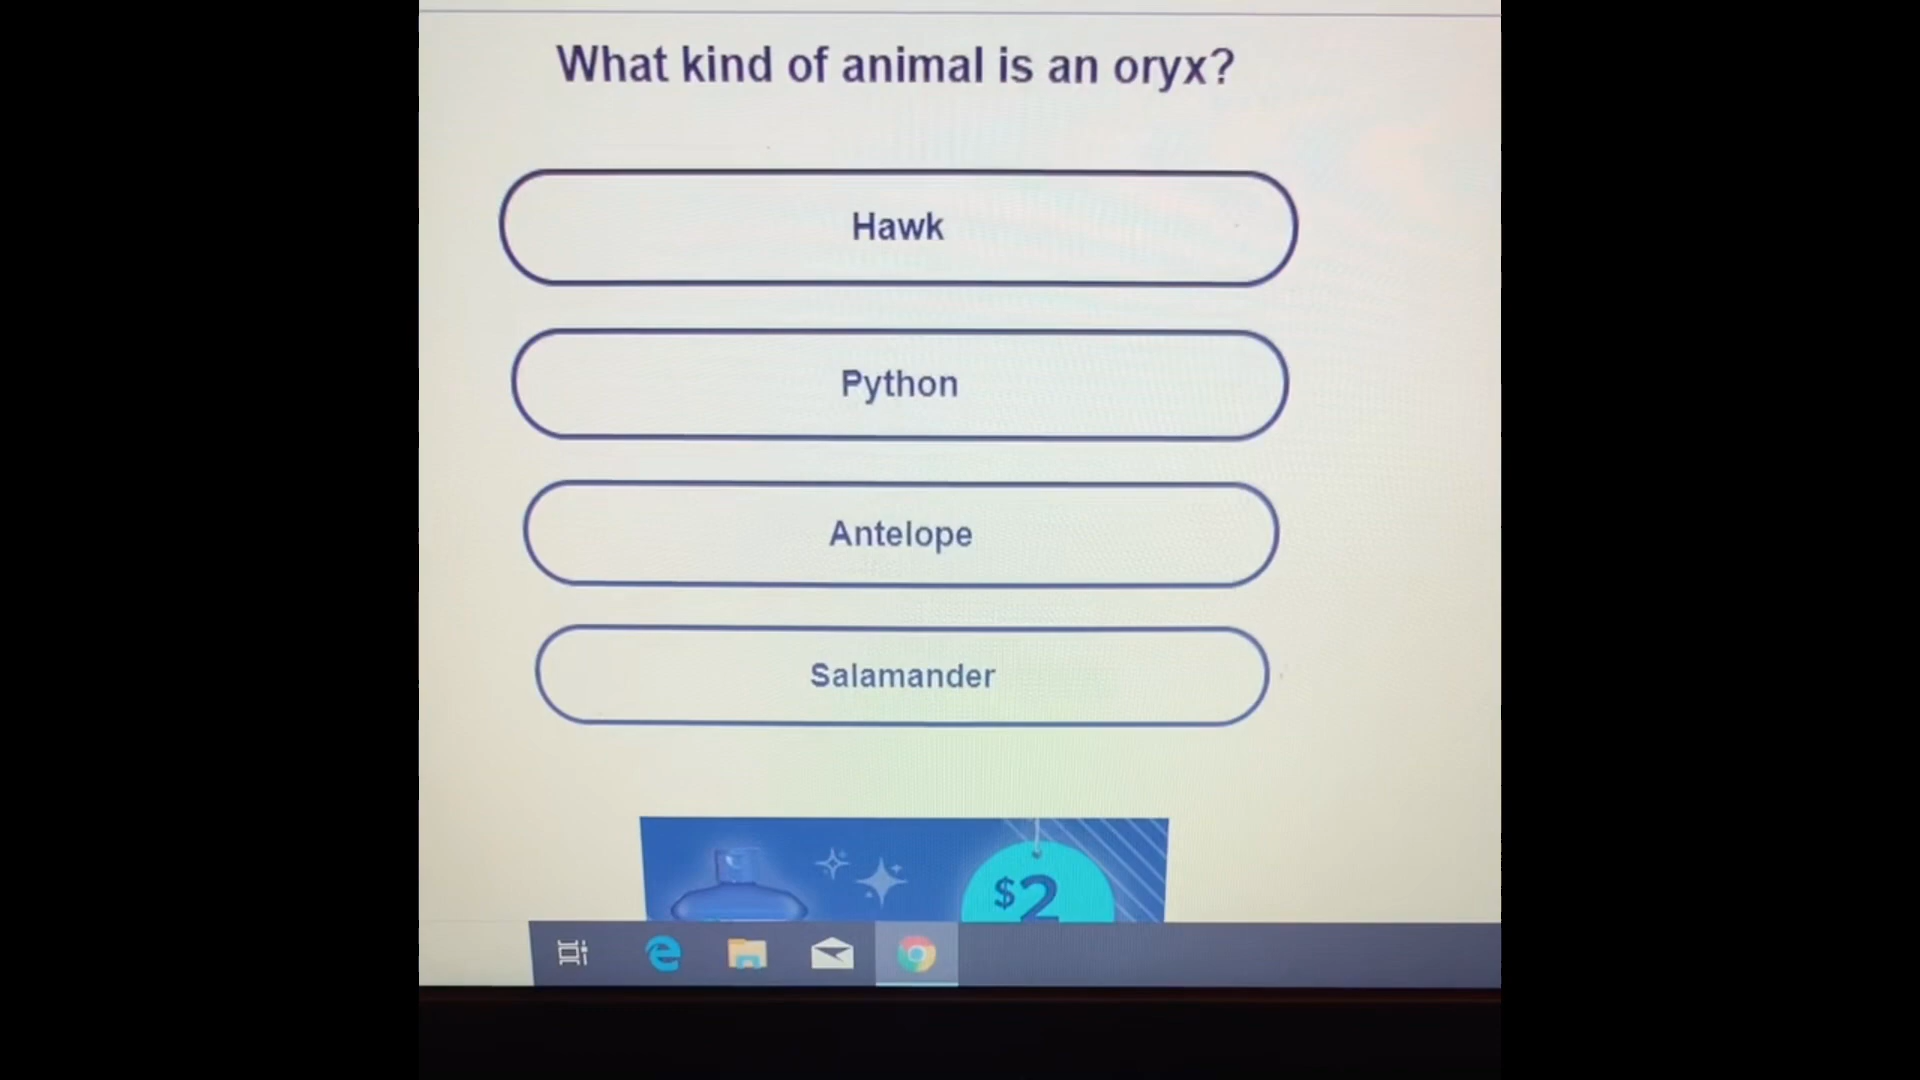 What kind of animal is an oryx?
Hawk
Python
Antelope
Salamander
$2